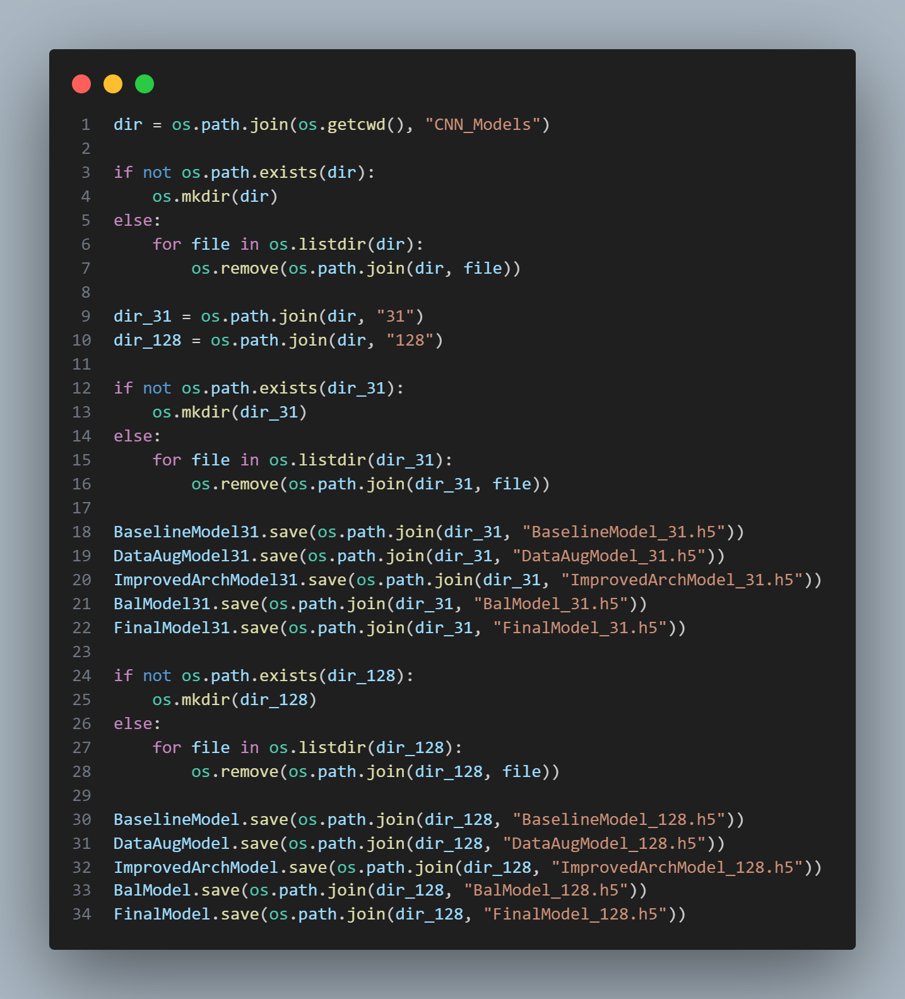 1 dir = os.path.join(os.getcwd(), "CNN_Models")
2
3 if not os.path.exists(dir):
4     os.mkdir(dir)
5 else:
6     for file in os.listdir(dir):
7         os.remove(os.path.join(dir, file))
8
9 dir_31 = os.path.join(dir, "31")
10 dir_128 = os.path.join(dir, "128")
11
12 if not os.path.exists(dir_31):
13     os.mkdir(dir_31)
14 else:
15     for file in os.listdir(dir_31):
16         os.remove(os.path.join(dir_31, file))
17
18 BaselineModel31.save(os.path.join(dir_31, "BaselineModel_31.h5"))
19 DataAugModel31.save(os.path.join(dir_31, "DataAugModel_31.h5"))
20 ImprovedArchModel31.save(os.path.join(dir_31, "ImprovedArchModel_31.h5"))
21 BalModel31.save(os.path.join(dir_31, "BalModel_31.h5"))
22 FinalModel31.save(os.path.join(dir_31, "FinalModel_31.h5"))
23
24 if not os.path.exists(dir_128):
25     os.mkdir(dir_128)
26 else:
27     for file in os.listdir(dir_128):
28         os.remove(os.path.join(dir_128, file))
29
30 BaselineModel.save(os.path.join(dir_128, "BaselineModel_128.h5"))
31 DataAugModel.save(os.path.join(dir_128, "DataAugModel_128.h5"))
32 ImprovedArchModel.save(os.path.join(dir_128, "ImprovedArchModel_128.h5"))
33 BalModel.save(os.path.join(dir_128, "BalModel_128.h5"))
34 FinalModel.save(os.path.join(dir_128, "FinalModel_128.h5"))